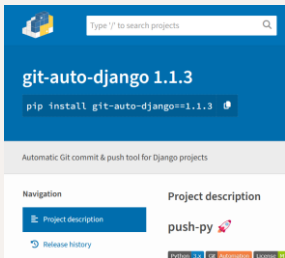 Type '/' to search projects
git-auto-django 1.1.3
pip install git-auto-django==1.1.3
Automatic Git commit & push tool for Django projects
Navigation
Project description
Release history
Project description
push-py 🚀
Python 3.x Git Automation License